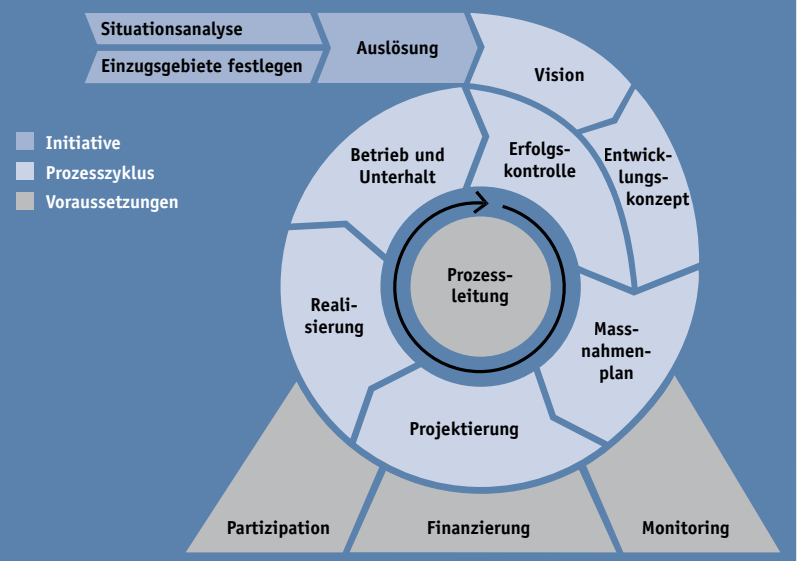 Situationsanalyse
Einzugsgebiete festlegen
Auslösung
Vision
Initiative
Prozesszyklus
Voraussetzungen
Betrieb und
Unterhalt
Erfolgs-
kontrolle
Entwick-
lungs-
konzept
Prozess-
leitung
Reali-
sierung
Mass-
nahmen-
plan
Projektierung
Partizipation
Finanzierung
Monitoring